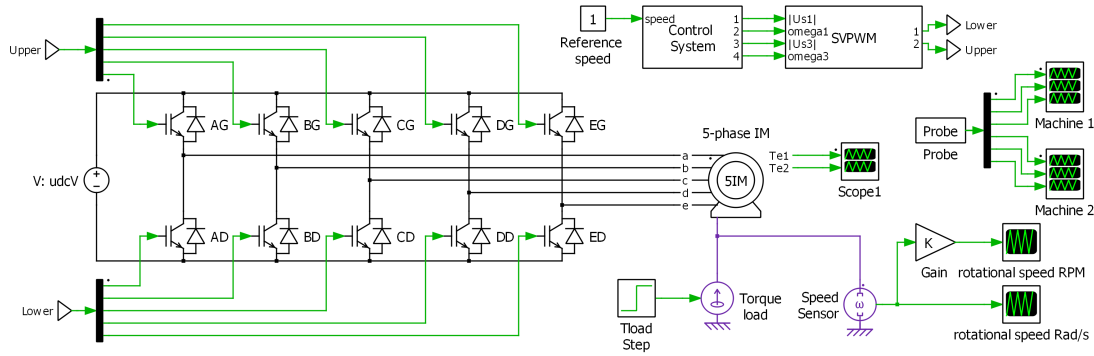 Upper
AG
BG
CG
DG
EG
V: udcV
AD
BD
CD
DD
ED
Lower
1
Reference
speed
speed
Control
System
1
2
3
4
|Us1|
omega1
|Us3|
omega3
SVPWM
1
2
Lower
Upper
5-phase IM
a
b
c
d
e
5IM
Te1
Te2
Scope1
Probe
Probe
Machine 1
Machine 2
K
Gain
rotational speed RPM
rotational speed Rad/s
Tload
Step
Torque
load
Speed
Sensor
ω